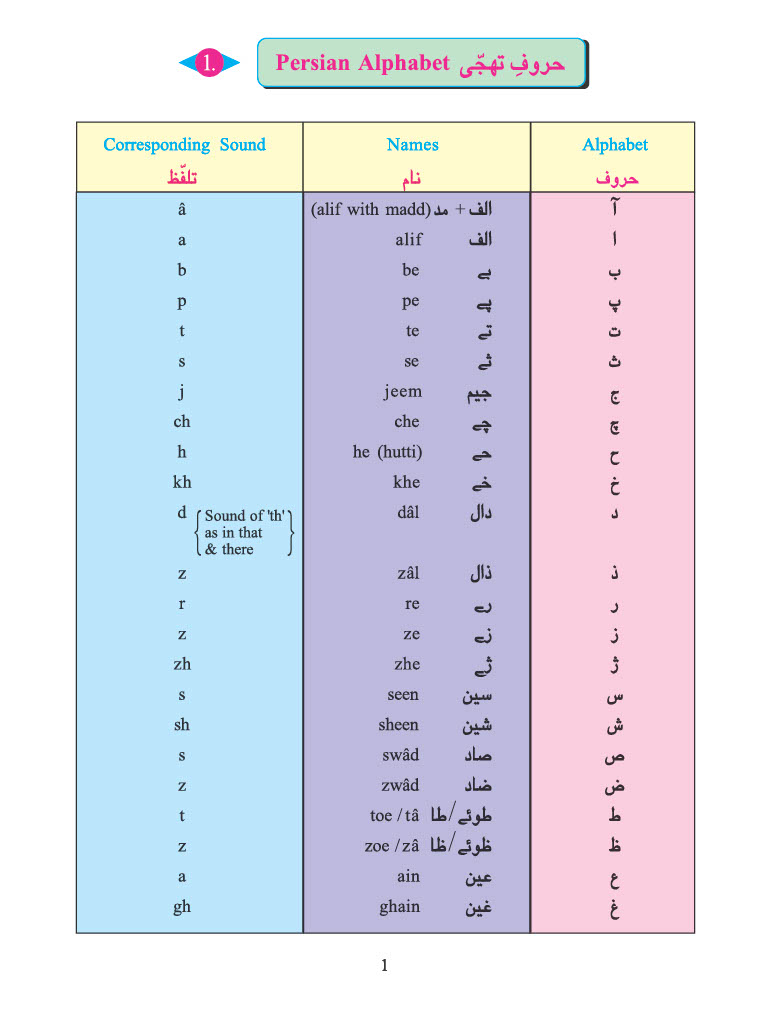 1. Persian Alphabet حروفِ تہجّی
Corresponding Sound Names Alphabet
تلفّظ نام حروف
â (alif with madd) الف + مد آ
a alif الف ا
b be بے ب
p pe پے پ
t te تے ت
s se ثے ث
j jeem جیم ج
ch che چے چ
h he (hutti) حے ح
kh khe خے خ
d { Sound of 'th' } dâl دال د
as in that
& there
z zâl ذال ذ
r re رے ر
z ze زے ز
zh zhe ژے ژ
s seen سین س
sh sheen شین ش
s swâd صاد ص
z zwâd ضاد ض
t toe / tâ طوئے/طا ط
z zoe / zâ ظوئے/ظا ظ
a ain عین ع
gh ghain غین غ
1